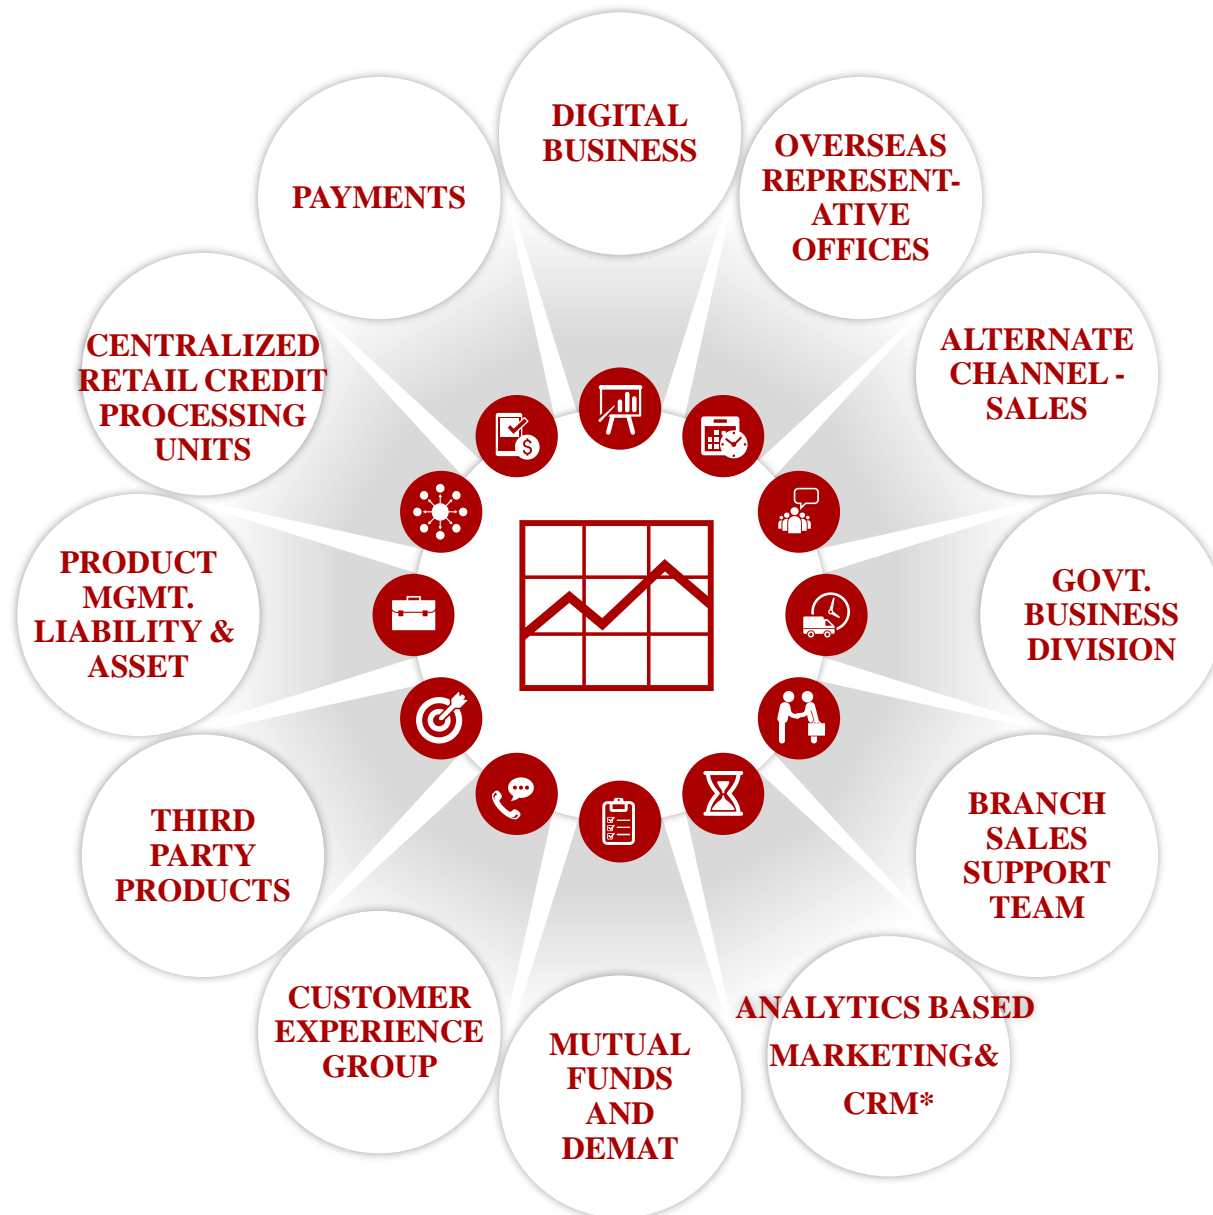 DIGITAL
BUSINESS
OVERSEAS
REPRESENT-
ATIVE
OFFICES
ALTERNATE
CHANNEL -
SALES
GOVT.
BUSINESS
DIVISION
BRANCH
SALES
SUPPORT
TEAM
ANALYTICS BASED
MARKETING&
CRM*
MUTUAL
FUNDS
AND
DEMAT
CUSTOMER
EXPERIENCE
GROUP
THIRD
PARTY
PRODUCTS
PRODUCT
MGMT.
LIABILITY &
ASSET
CENTRALIZED
RETAIL CREDIT
PROCESSING
UNITS
PAYMENTS
$